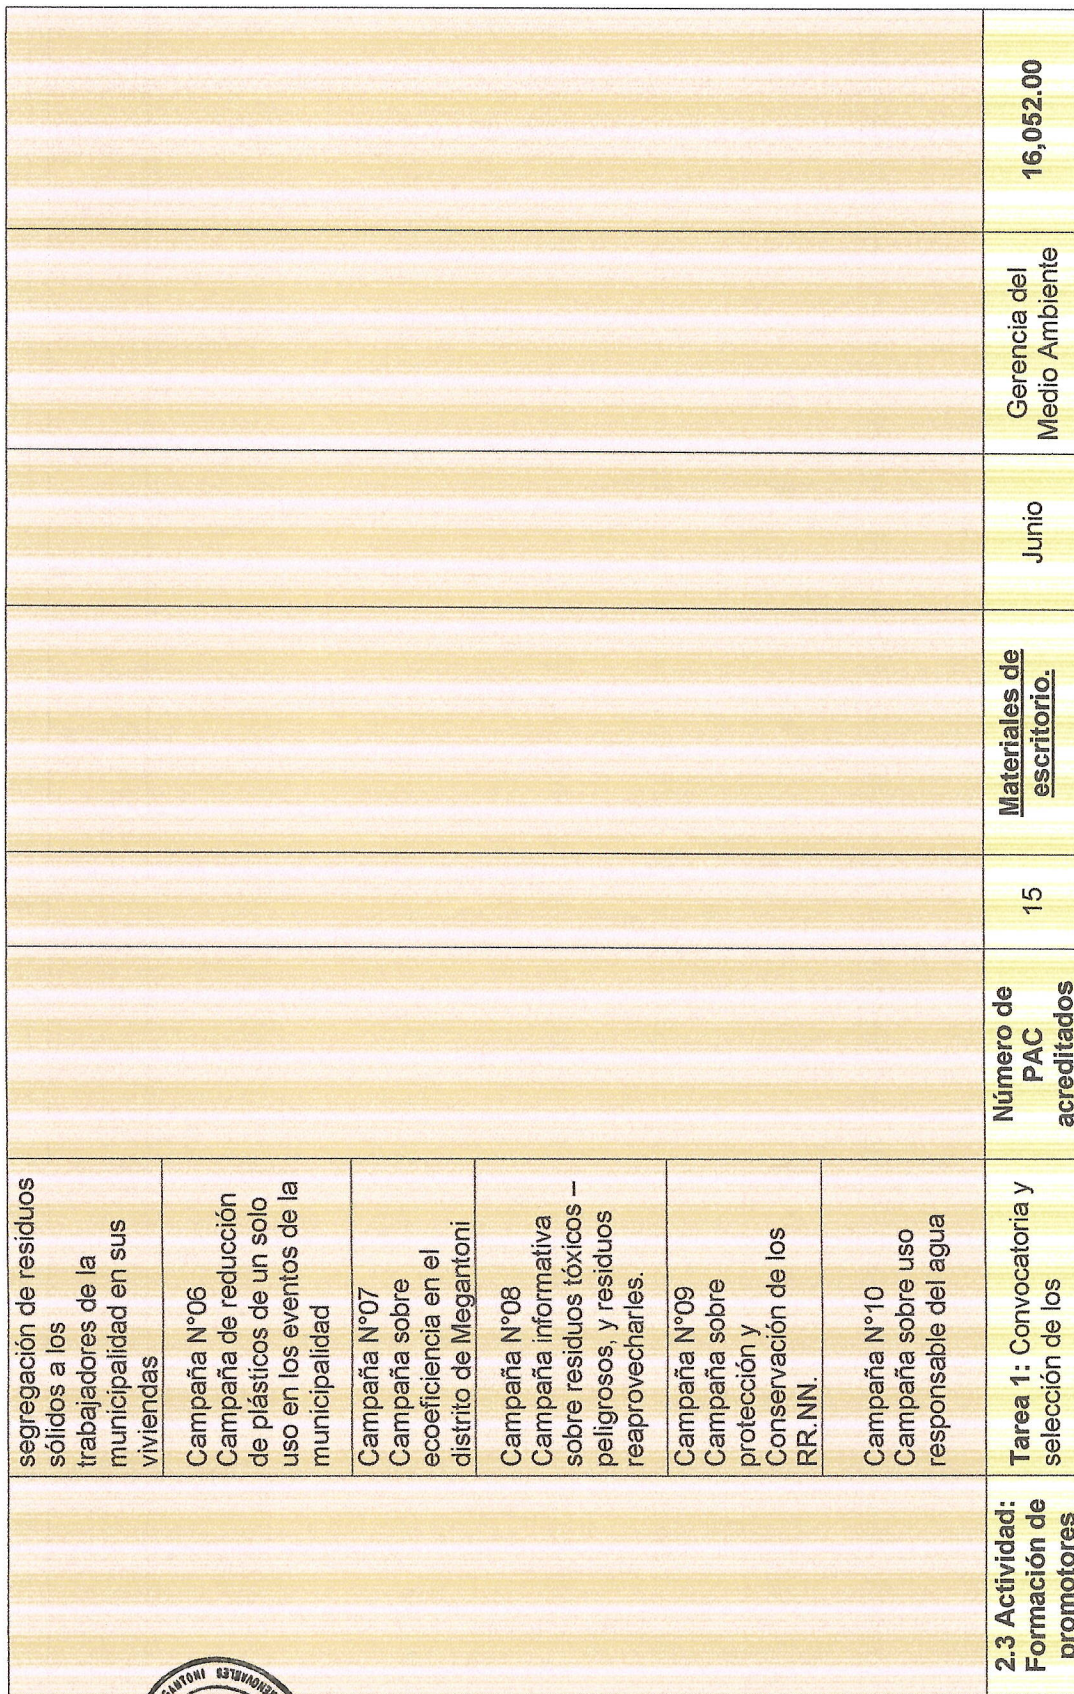 segregación de residuos
sólidos a los
trabajadores de la
municipalidad en sus
viviendas
Campaña N°06
Campaña de reducción
de plásticos de un solo
uso en los eventos de la
municipalidad
Campaña N°07
Campaña sobre
ecoeficiencia en el
distrito de Megantoni
Campaña N°08
Campaña informativa
sobre residuos tóxicos –
peligrosos, y residuos
reaprovecharles.
Campaña N°09
Campaña sobre
protección y
Conservación de los
RR.NN.
Campaña N°10
Campaña sobre uso
responsable del agua
2.3 Actividad:
Formación de
promotores
Tarea 1: Convocatoria y
selección de los
Número de
PAC
acreditados
15
Materiales de
escritorio.
Junio
Gerencia del
Medio Ambiente
16,052.00